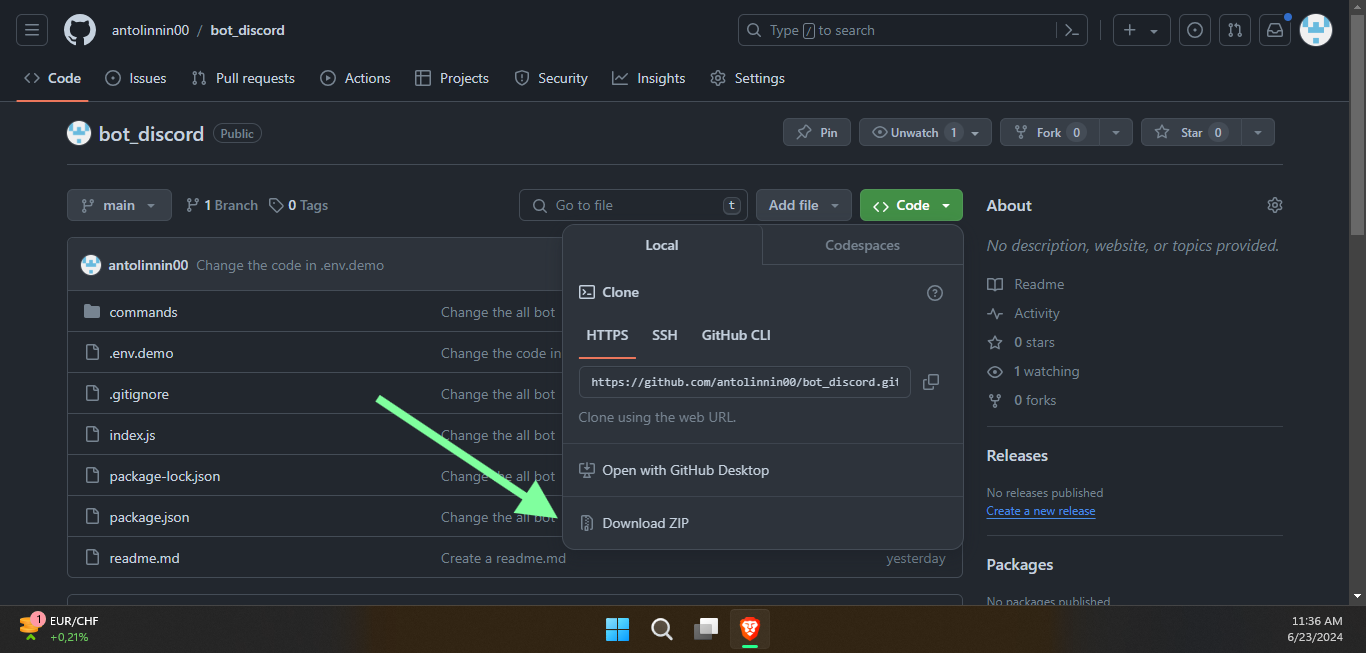 antolinnin00 / bot_discord
Type / to search
Code Issues Pull requests Actions Projects Security Insights Settings
bot_discord Public
Pin Unwatch 1 Fork 0 Star 0
main 1 Branch 0 Tags Go to file t Add file Code
About
No description, website, or topics provided.
Readme
Activity
0 stars
1 watching
0 forks
Releases
No releases published
Create a new release
Packages
No packages published
Local Codespaces
Clone
HTTPS SSH GitHub CLI
https://github.com/antolinnin00/bot_discord.git
Clone using the web URL.
Open with GitHub Desktop
Download ZIP
antolinnin00 Change the code in .env.demo
commands Change the all bot
.env.demo Change the code in
.gitignore Change the all bot
index.js Change the all bot
package-lock.json Change the all bot
package.json Change the all bot
readme.md Create a readme.md yesterday
1
EUR/CHF
+0,21%
11:36 AM
6/23/2024